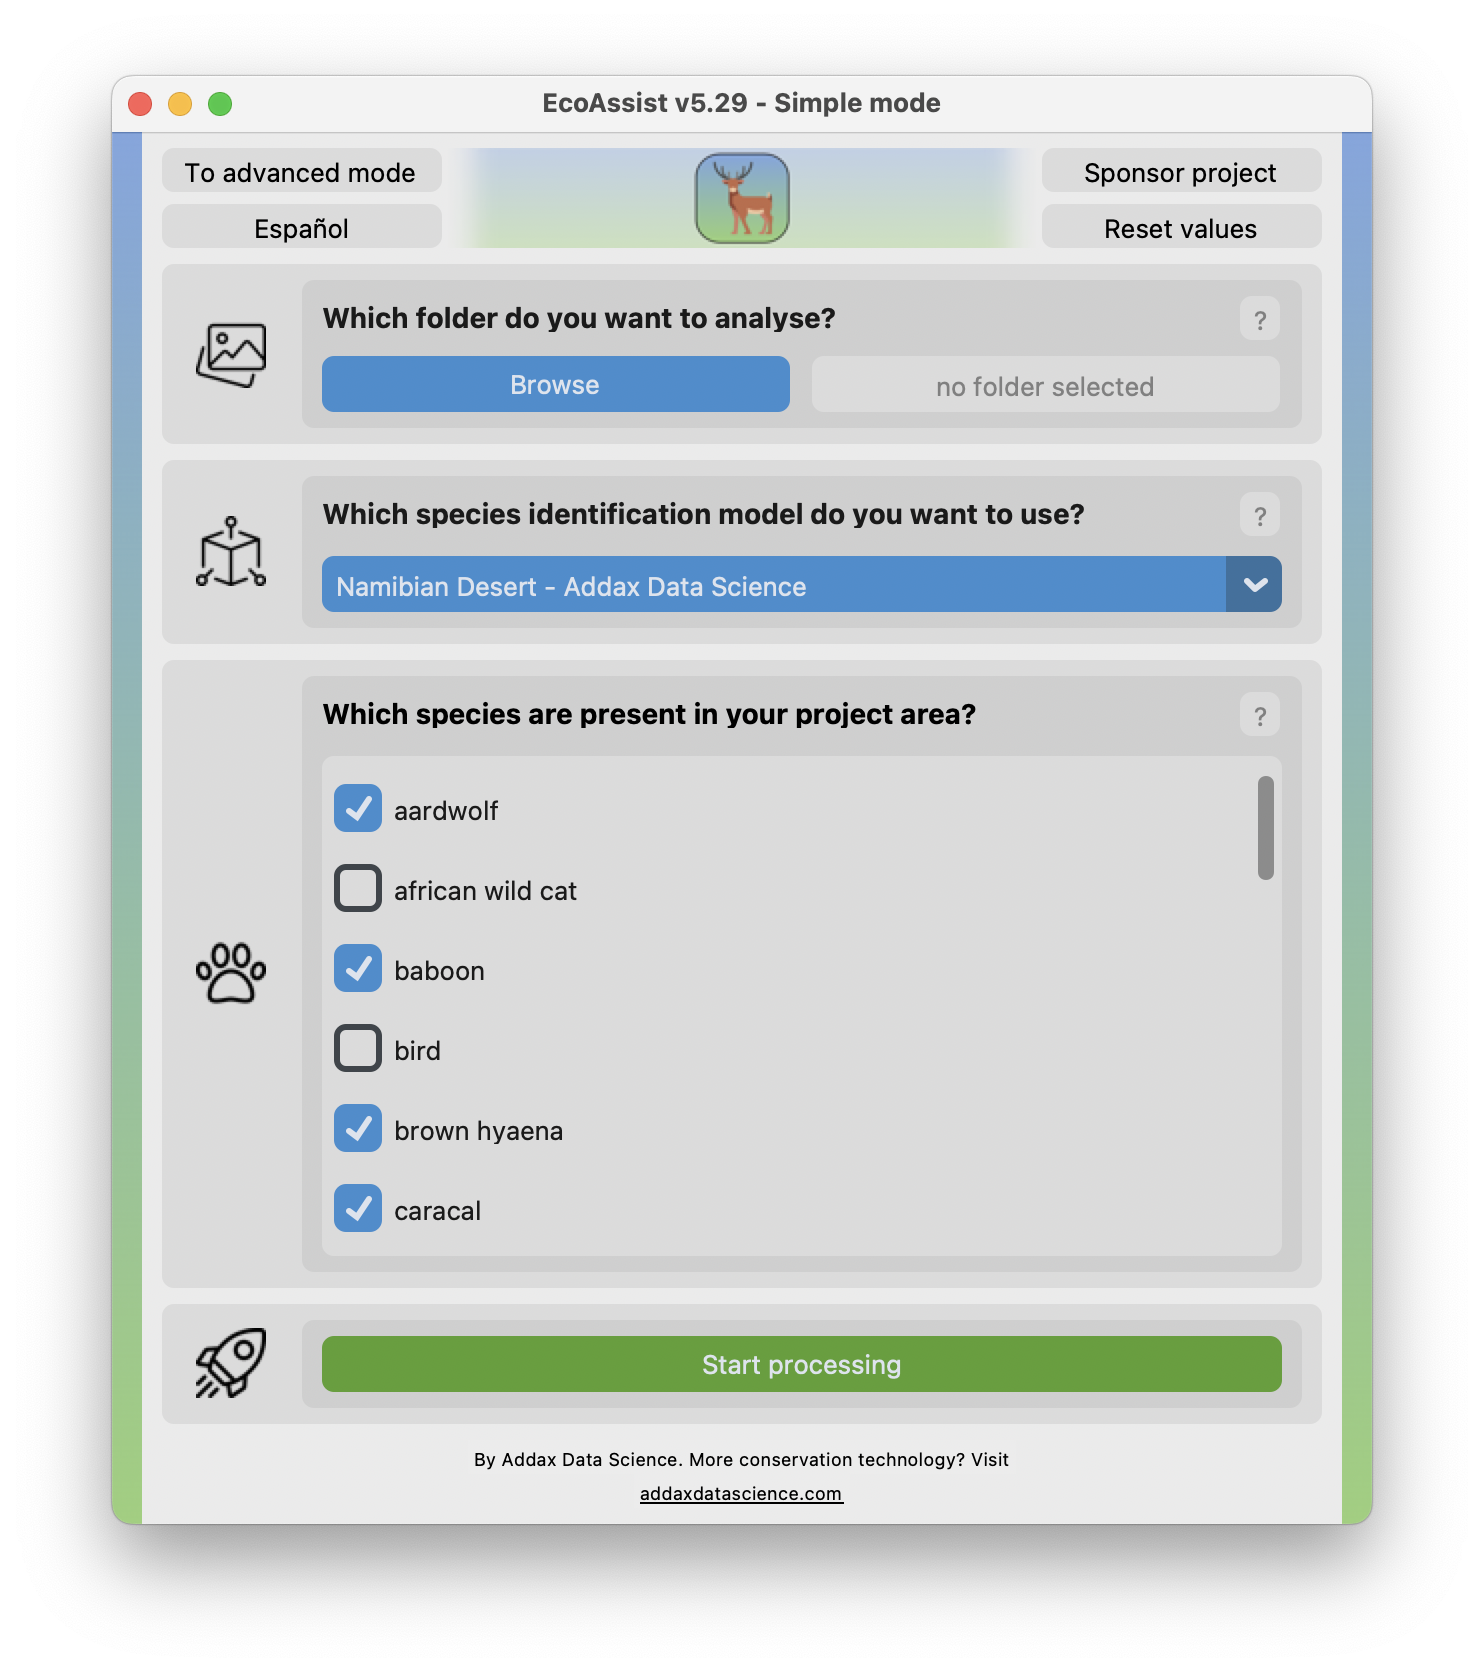 EcoAssist v5.29 - Simple mode
To advanced mode
Sponsor project
Español
Reset values
Which folder do you want to analyse?
?
Browse
no folder selected
Which species identification model do you want to use?
?
Namibian Desert - Addax Data Science
Which species are present in your project area?
?
aardwolf
african wild cat
baboon
bird
brown hyaena
caracal
Start processing
By Addax Data Science. More conservation technology? Visit
addaxdatascience.com